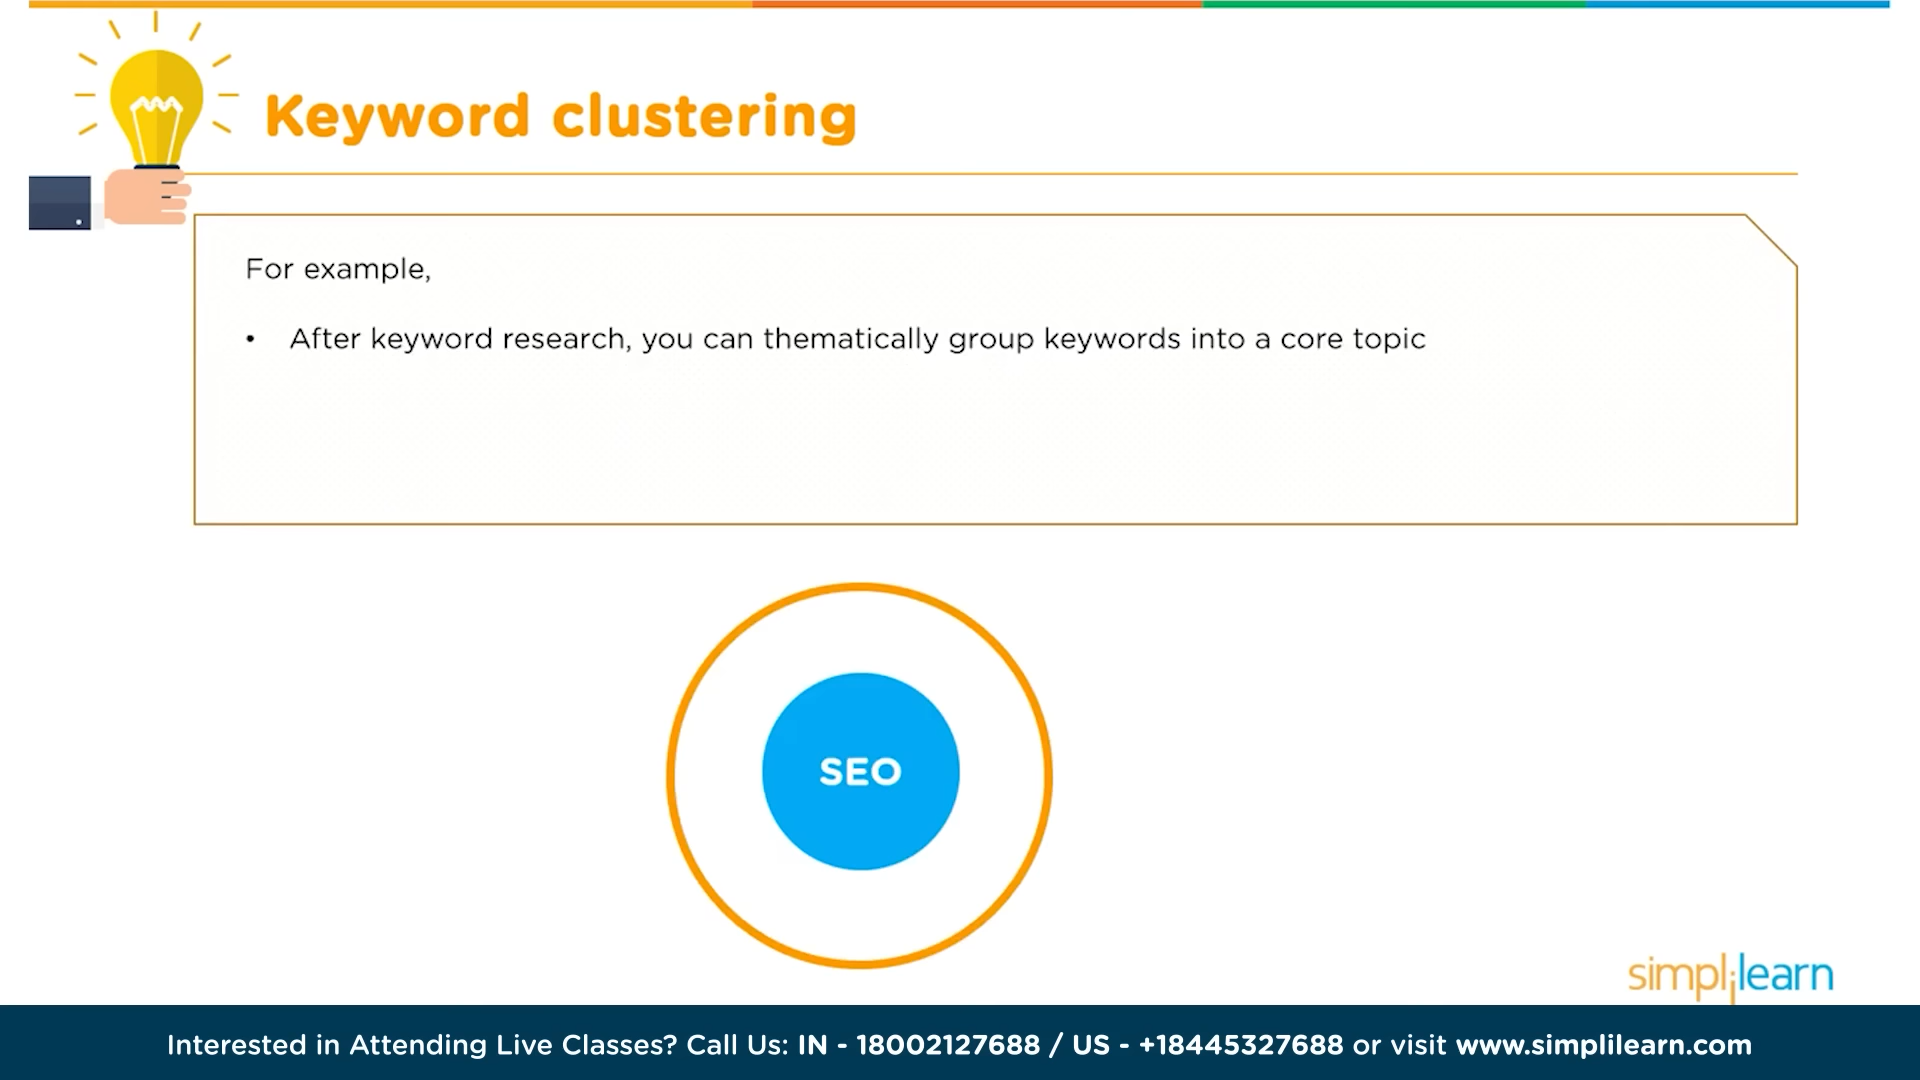 Keyword clustering
For example,
• After keyword research, you can thematically group keywords into a core topic
SEO
simplilearn
Interested in Attending Live Classes? Call Us: IN - 18002127688 / US - +18445327688 or visit www.simplilearn.com